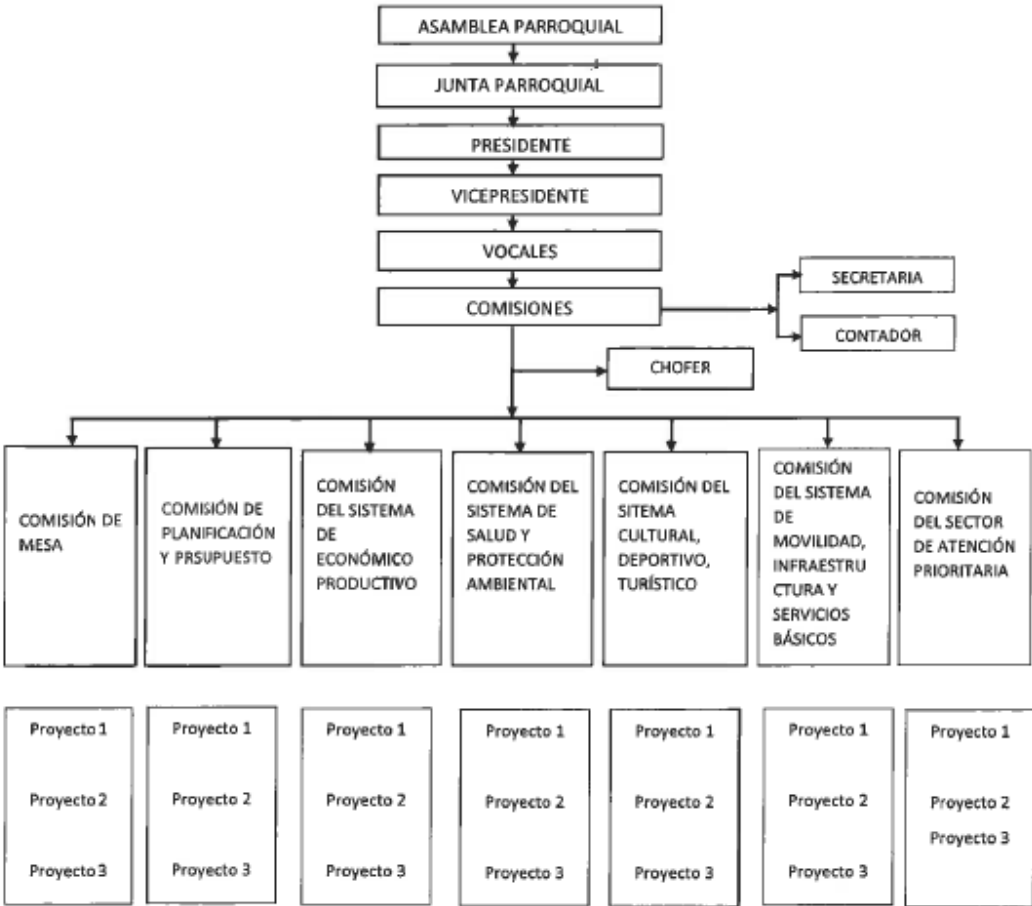 ASAMBLEA PARROQUIAL
JUNTA PARROQUIAL
PRESIDENTE
VICEPRESIDENTE
VOCALES
COMISIONES
SECRETARIA
CONTADOR
CHOFER
COMISIÓN DE
MESA
COMISIÓN DE
PLANIFICACIÓN
Y PRSUPUESTO
COMISIÓN
DEL SISTEMA
DE
ECONÓMICO
PRODUCTIVO
COMISIÓN DEL
SISTEMA DE
SALUD Y
PROTECCIÓN
AMBIENTAL
COMISIÓN DEL
SITEMA
CULTURAL,
DEPORTIVO,
TURÍSTICO
COMISIÓN
DEL SISTEMA
DE
MOVILIDAD,
INFRAESTRU
CTURA Y
SERVICIOS
BÁSICOS
COMISIÓN
DEL SECTOR
DE ATENCIÓN
PRIORITARIA
Proyecto 1
Proyecto 2
Proyecto 3
Proyecto 1
Proyecto 2
Proyecto 3
Proyecto 1
Proyecto 2
Proyecto 3
Proyecto 1
Proyecto 2
Proyecto 3
Proyecto 1
Proyecto 2
Proyecto 3
Proyecto 1
Proyecto 2
Proyecto 3
Proyecto 1
Proyecto 2
Proyecto 3